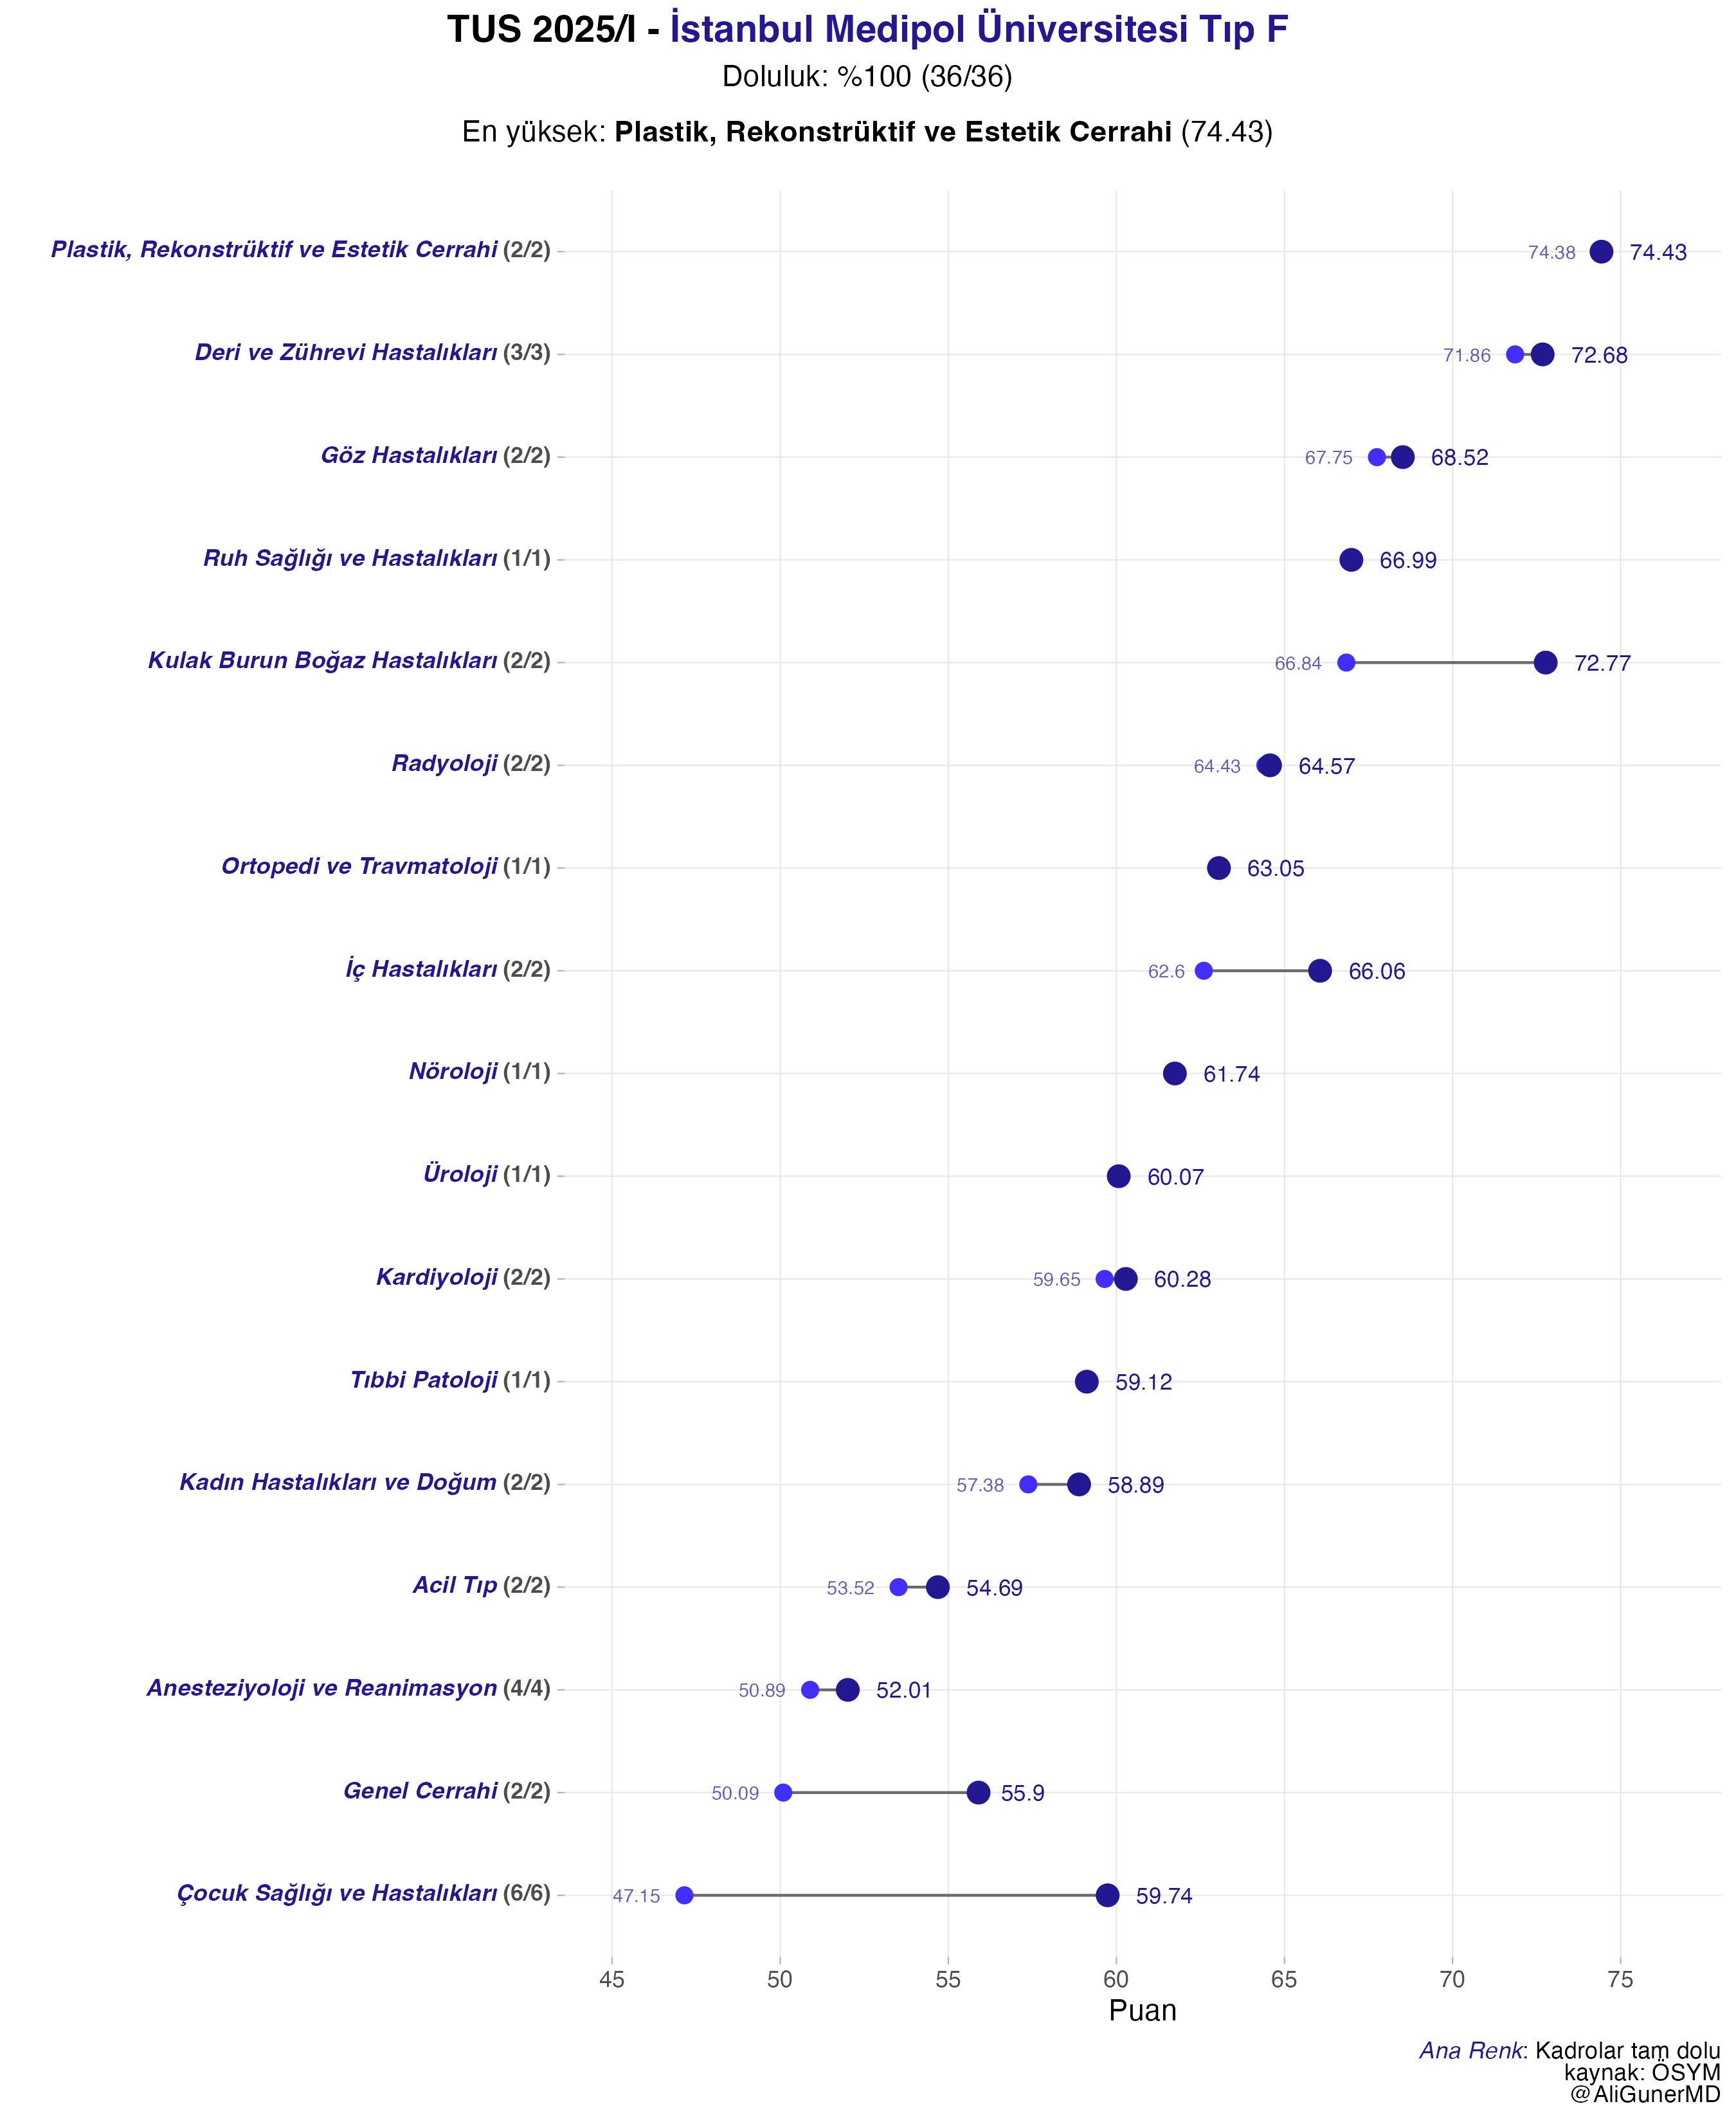 TUS 2025/I - İstanbul Medipol Üniversitesi Tıp F
Doluluk: %100 (36/36)
En yüksek: Plastik, Rekonstrüktif ve Estetik Cerrahi (74.43)
Plastik, Rekonstrüktif ve Estetik Cerrahi (2/2) 74.38 74.43
Deri ve Zührevi Hastalıkları (3/3) 71.86 72.68
Göz Hastalıkları (2/2) 67.75 68.52
Ruh Sağlığı ve Hastalıkları (1/1) 66.99
Kulak Burun Boğaz Hastalıkları (2/2) 66.84 72.77
Radyoloji (2/2) 64.43 64.57
Ortopedi ve Travmatoloji (1/1) 63.05
İç Hastalıkları (2/2) 62.6 66.06
Nöroloji (1/1) 61.74
Üroloji (1/1) 60.07
Kardiyoloji (2/2) 59.65 60.28
Tıbbi Patoloji (1/1) 59.12
Kadın Hastalıkları ve Doğum (2/2) 57.38 58.89
Acil Tıp (2/2) 53.52 54.69
Anesteziyoloji ve Reanimasyon (4/4) 50.89 52.01
Genel Cerrahi (2/2) 50.09 55.9
Çocuk Sağlığı ve Hastalıkları (6/6) 47.15 59.74
45 50 55 60 65 70 75
Puan
Ana Renk: Kadrolar tam dolu
kaynak: ÖSYM
@AliGunerMD